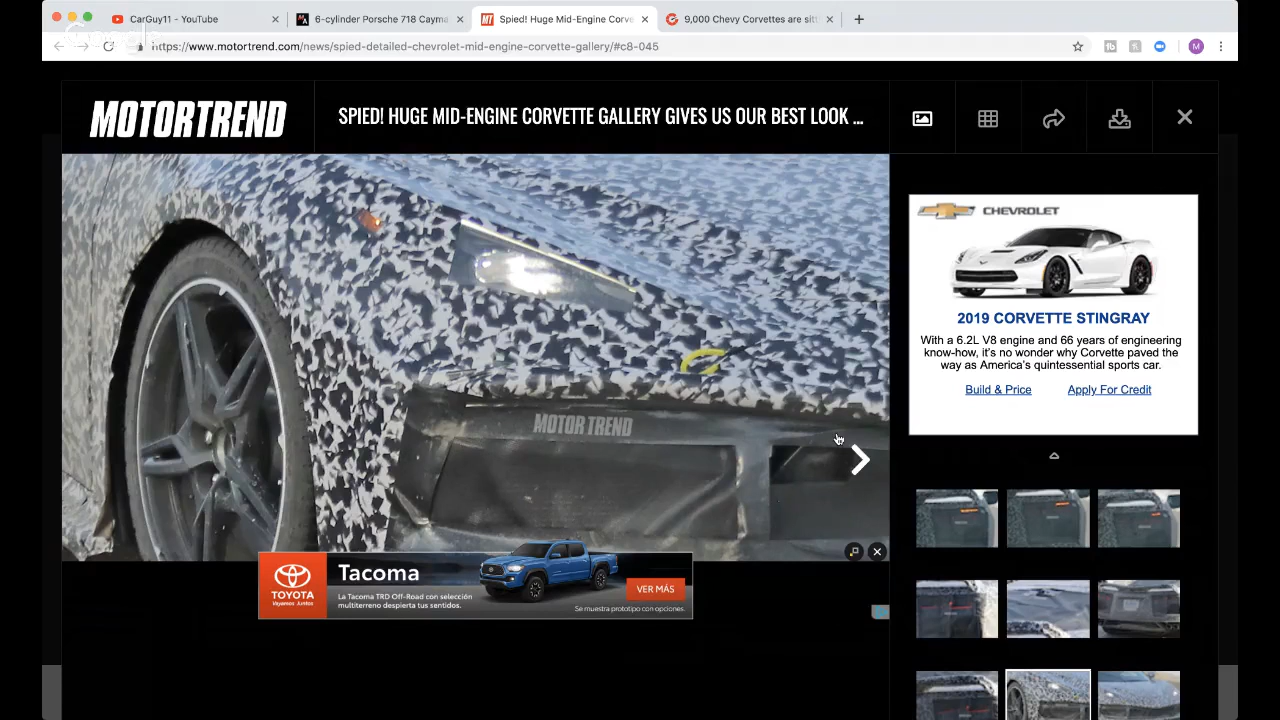 CarGuy11 - YouTube
6-cylinder Porsche 718 Cayma
Spied! Huge Mid-Engine Corve
9,000 Chevy Corvettes are sitt
Google
https://www.motortrend.com/news/spied-detailed-chevrolet-mid-engine-corvette-gallery/#c8-045
M
MOTORTREND
SPIED! HUGE MID-ENGINE CORVETTE GALLERY GIVES US OUR BEST LOOK ...
CHEVROLET
2019 CORVETTE STINGRAY
With a 6.2L V8 engine and 66 years of engineering
know-how, it's no wonder why Corvette paved the
way as America's quintessential sports car.
Build & Price Apply For Credit
MOTOR TREND
TOYOTA
Vayamos Juntos
Tacoma
La Tacoma TRD Off-Road con selección
multiterreno despierta tus sentidos.
VER MÁS
Se muestra prototipo con opciones.